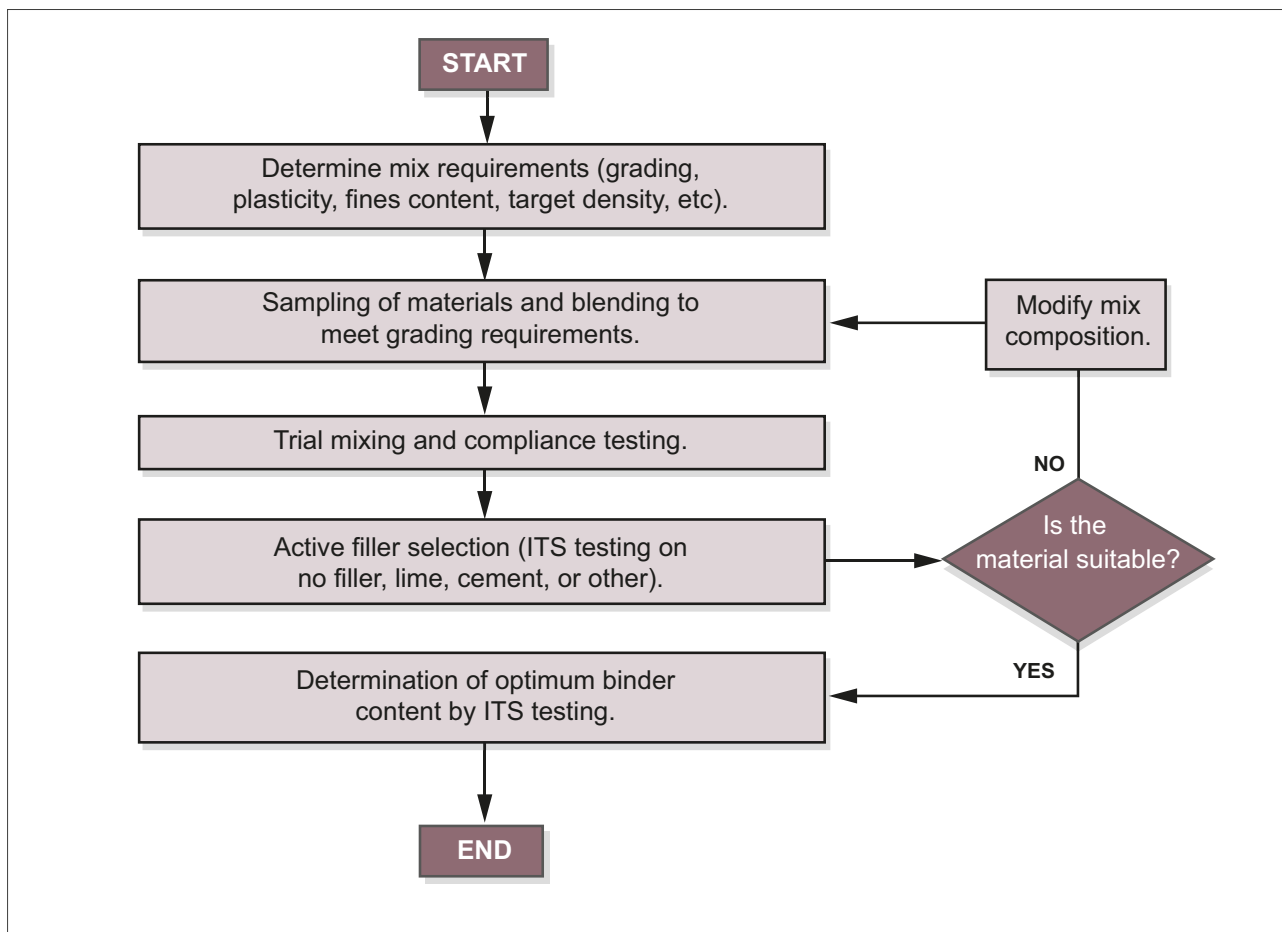 START
Determine mix requirements (grading,
plasticity, fines content, target density, etc).
Sampling of materials and blending to
meet grading requirements.
Modify mix
composition.
Trial mixing and compliance testing.
NO
Active filler selection (ITS testing on
no filler, lime, cement, or other).
Is the
material suitable?
YES
Determination of optimum binder
content by ITS testing.
END